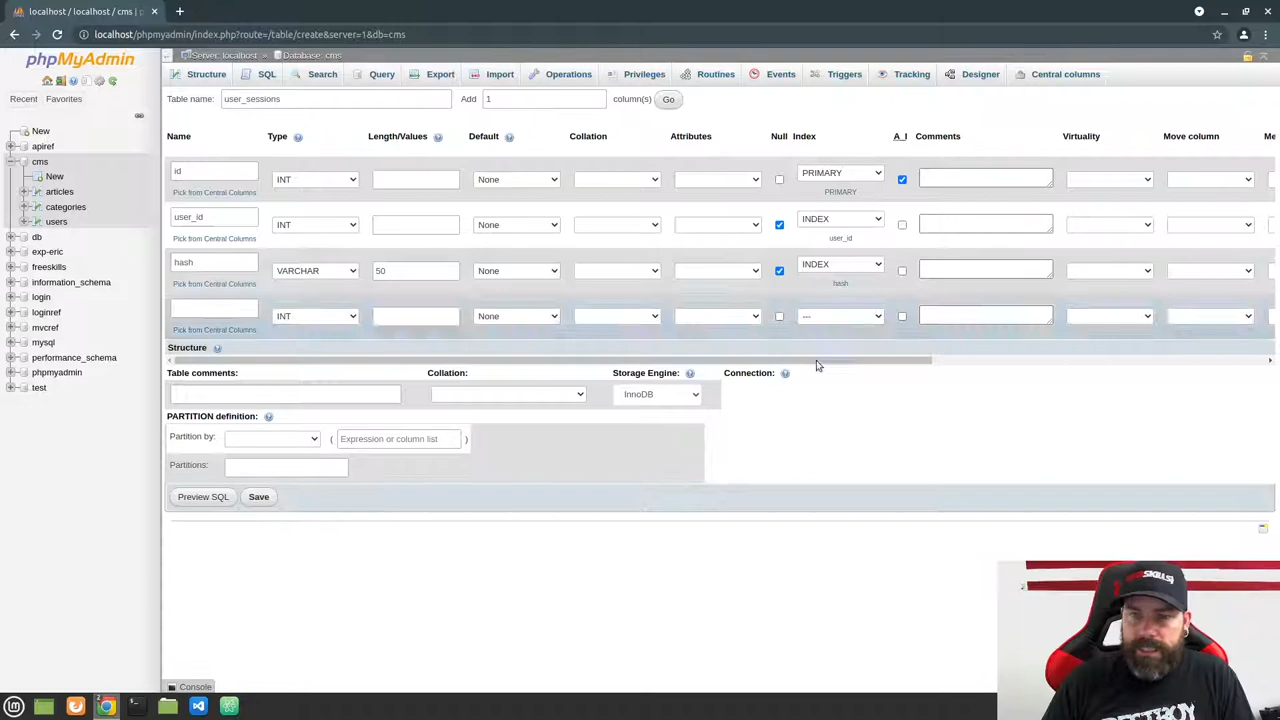 localhost / localhost / cms | p
localhost/phpmyadmin/index.php?route=/table/create&server=1&db=cms
phpMyAdmin
Recent Favorites
New
apiref
cms
New
articles
categories
users
db
exp-eric
freeskills
information_schema
login
loginref
mvcref
mysql
performance_schema
phpmyadmin
test
Server: localhost » Database: cms
Structure SQL Search Query Export Import Operations Privileges Routines Events Triggers Tracking Designer Central columns
Table name: user_sessions Add 1 column(s) Go
Name Type Length/Values Default Collation Attributes Null Index A_I Comments Virtuality Move column Me
id INT None PRIMARY
Pick from Central Columns PRIMARY
user_id INT None INDEX
Pick from Central Columns user_id
hash VARCHAR 50 None INDEX
Pick from Central Columns hash
INT None ---
Pick from Central Columns
Structure
Table comments: Collation: Storage Engine: Connection:
InnoDB
PARTITION definition:
Partition by: ( Expression or column list )
Partitions:
Preview SQL Save
Console